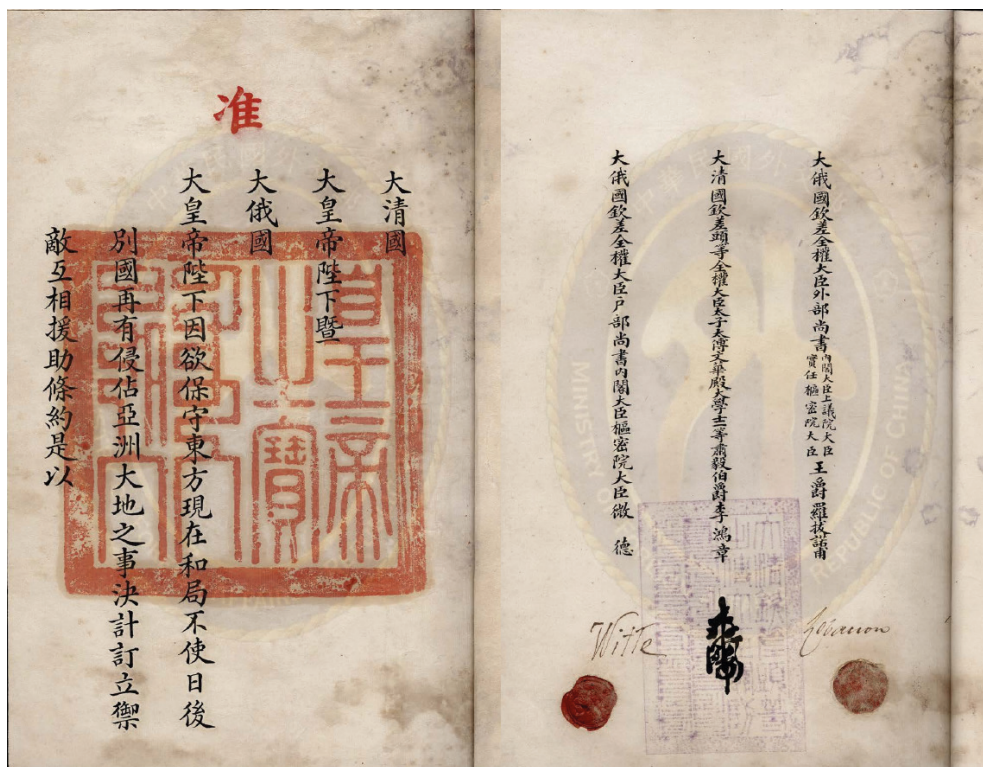 准
大清國
大皇帝陛下暨
大俄國
大皇帝陛下因欲保守東方現在和局不使日後
別國再有侵佔亞洲大地之事決計訂立禦
敵互相援助條約是以
皇帝之寶
大俄國欽差全權大臣外部尚書內閣大臣上議院大臣實任樞密院大臣王爵羅拔諾甫
大清國欽差頭等全權大臣太子太傅文華殿大學士一等肅毅伯爵李鴻章
大俄國欽差全權大臣戶部尚書內閣大臣樞密院大臣微德
Witte